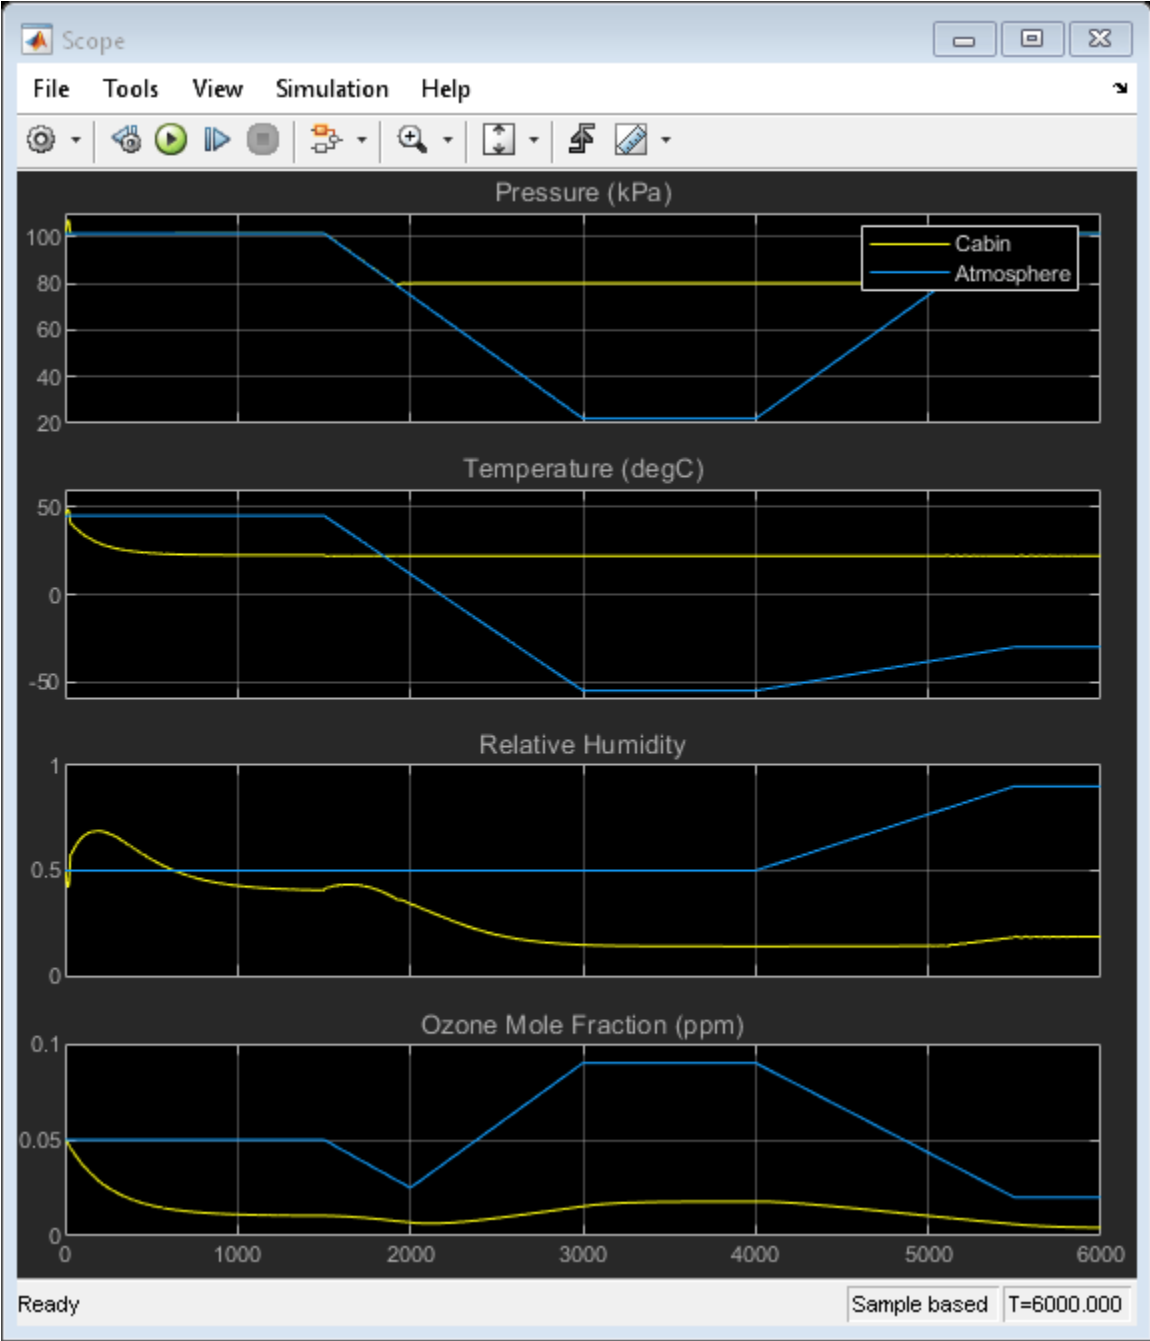 Scope
File Tools View Simulation Help
Pressure (kPa)
100
80
60
40
20
Cabin
Atmosphere
Temperature (degC)
50
0
-50
Relative Humidity
1
0.5
0
Ozone Mole Fraction (ppm)
0.1
0.05
0
0 1000 2000 3000 4000 5000 6000
Ready Sample based T=6000.000